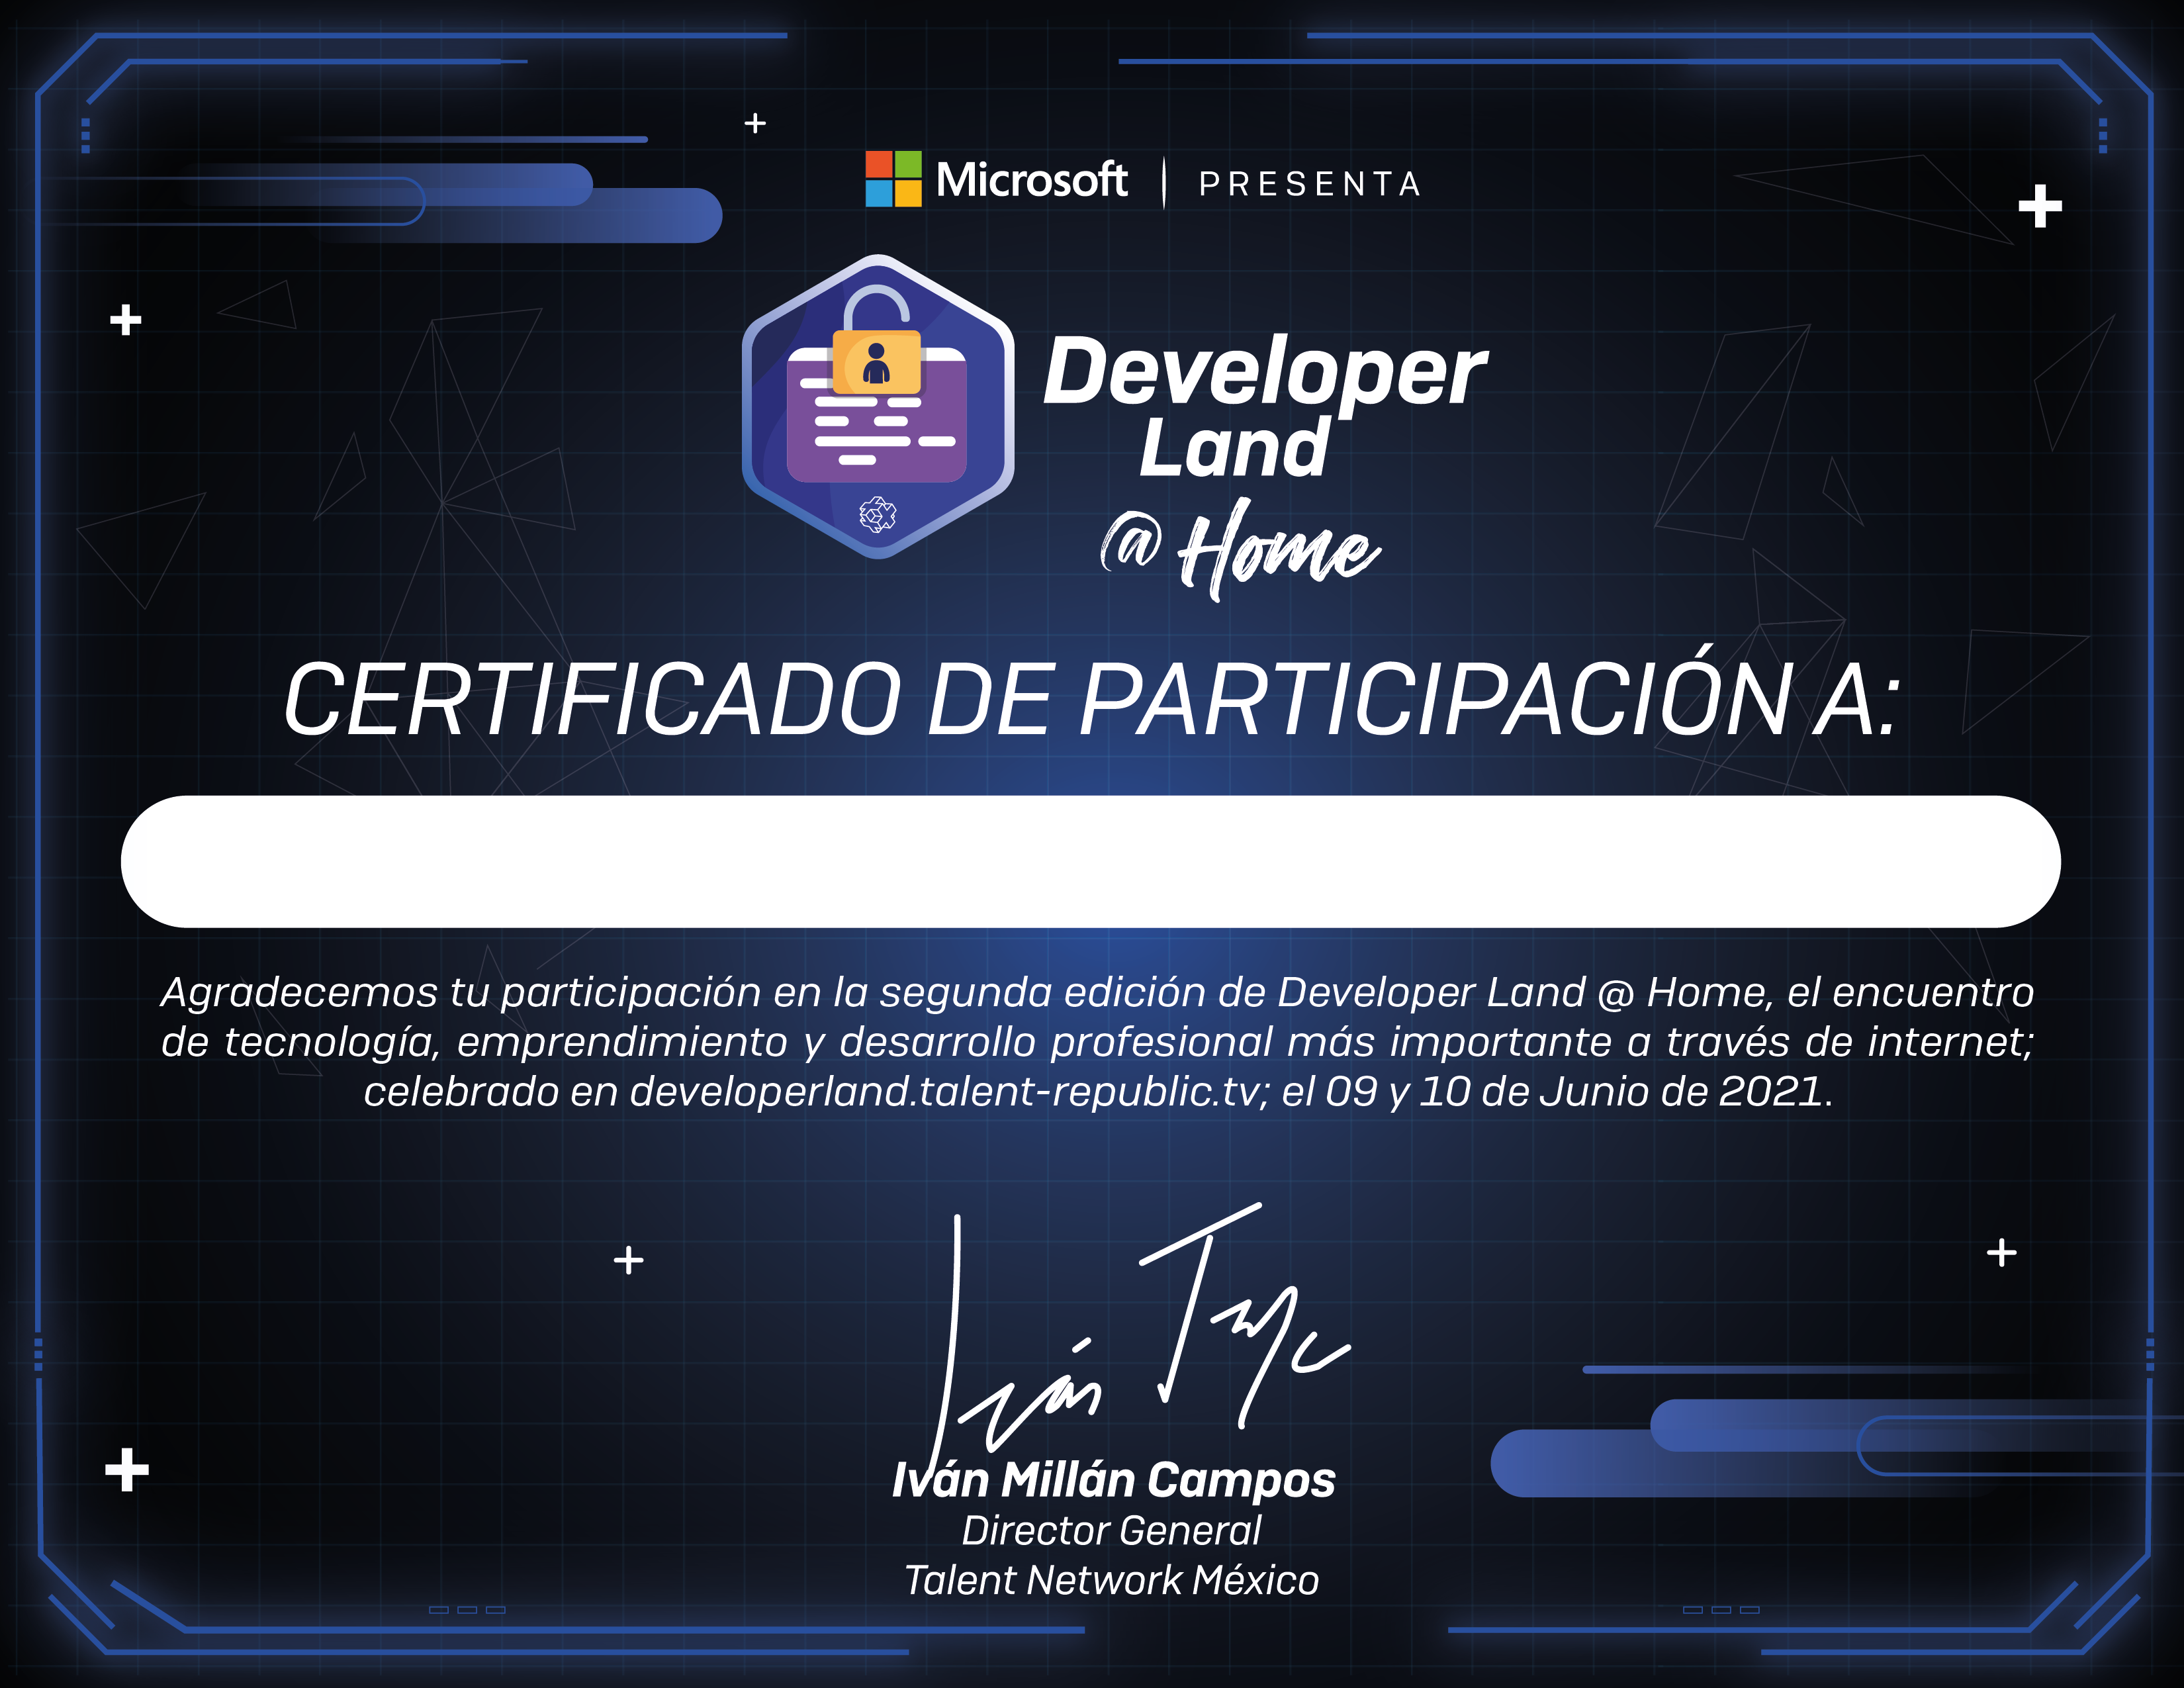 Microsoft | PRESENTA
Developer
Land
@ Home
CERTIFICADO DE PARTICIPACIÓN A:
Agradecemos tu participación en la segunda edición de Developer Land @ Home, el encuentro
de tecnología, emprendimiento y desarrollo profesional más importante a través de internet;
celebrado en developerland.talent-republic.tv; el 09 y 10 de Junio de 2021.
Iván Millán Campos
Director General
Talent Network México